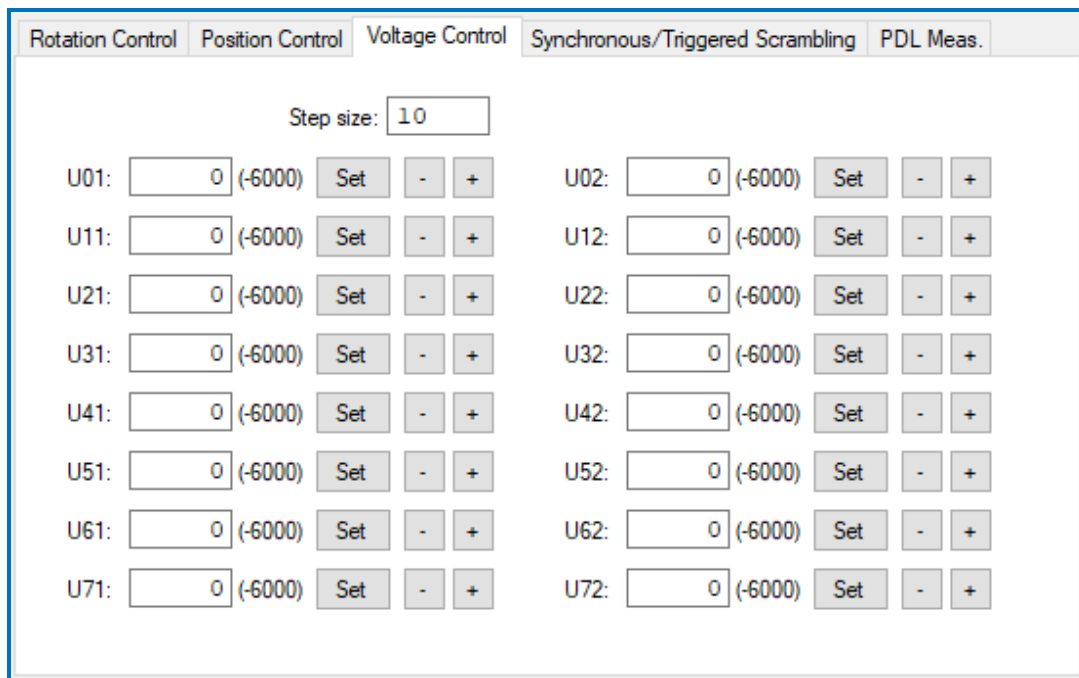 Rotation Control Position Control Voltage Control Synchronous/Triggered Scrambling PDL Meas.
Step size: 10
U01: 0 (-6000) Set - + U02: 0 (-6000) Set - +
U11: 0 (-6000) Set - + U12: 0 (-6000) Set - +
U21: 0 (-6000) Set - + U22: 0 (-6000) Set - +
U31: 0 (-6000) Set - + U32: 0 (-6000) Set - +
U41: 0 (-6000) Set - + U42: 0 (-6000) Set - +
U51: 0 (-6000) Set - + U52: 0 (-6000) Set - +
U61: 0 (-6000) Set - + U62: 0 (-6000) Set - +
U71: 0 (-6000) Set - + U72: 0 (-6000) Set - +